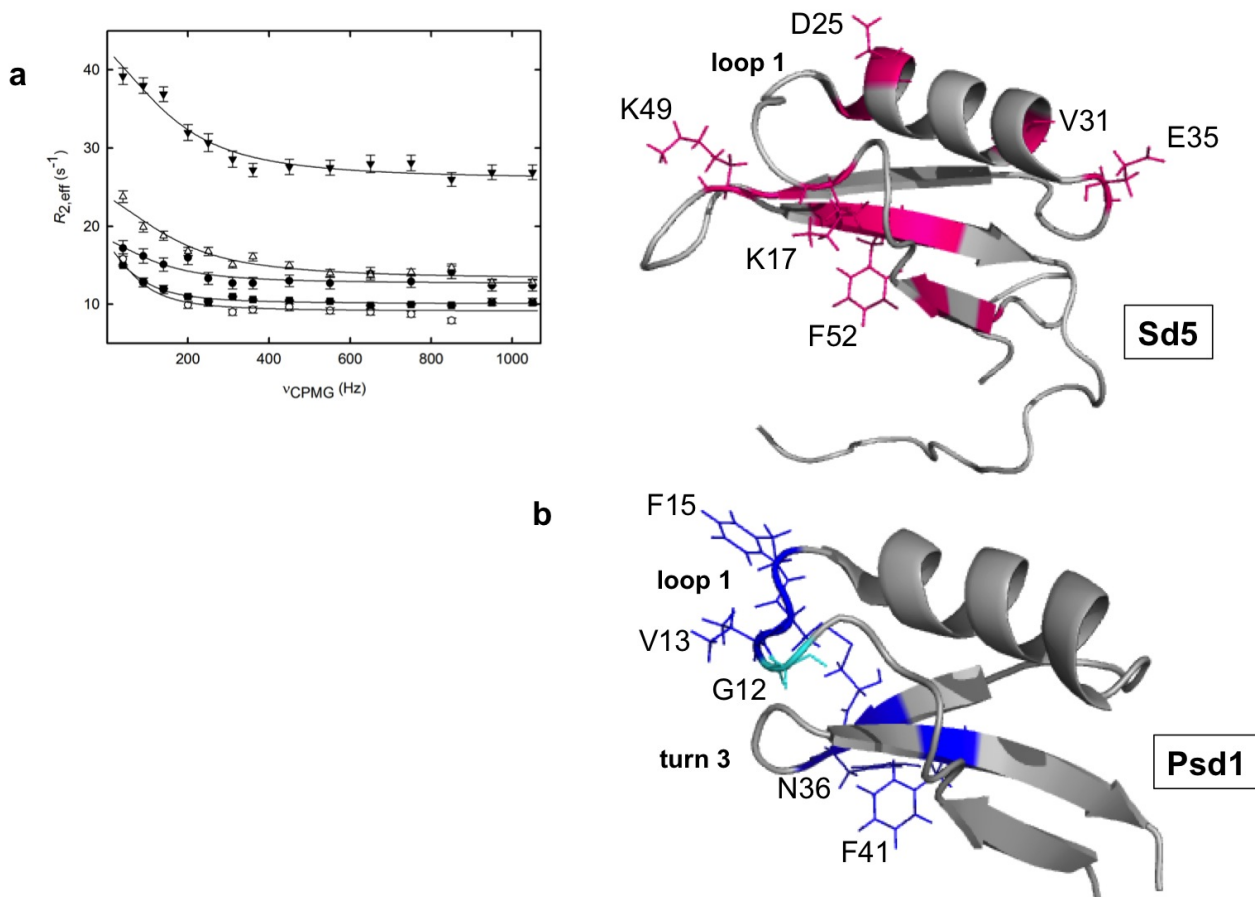 a
R2,eff (s-1)
40
30
20
10
200
400
600
800
1000
νCPMG (Hz)
D25
loop 1
K49
V31
E35
K17
F52
Sd5
b
F15
loop 1
V13
G12
turn 3
N36
F41
Psd1